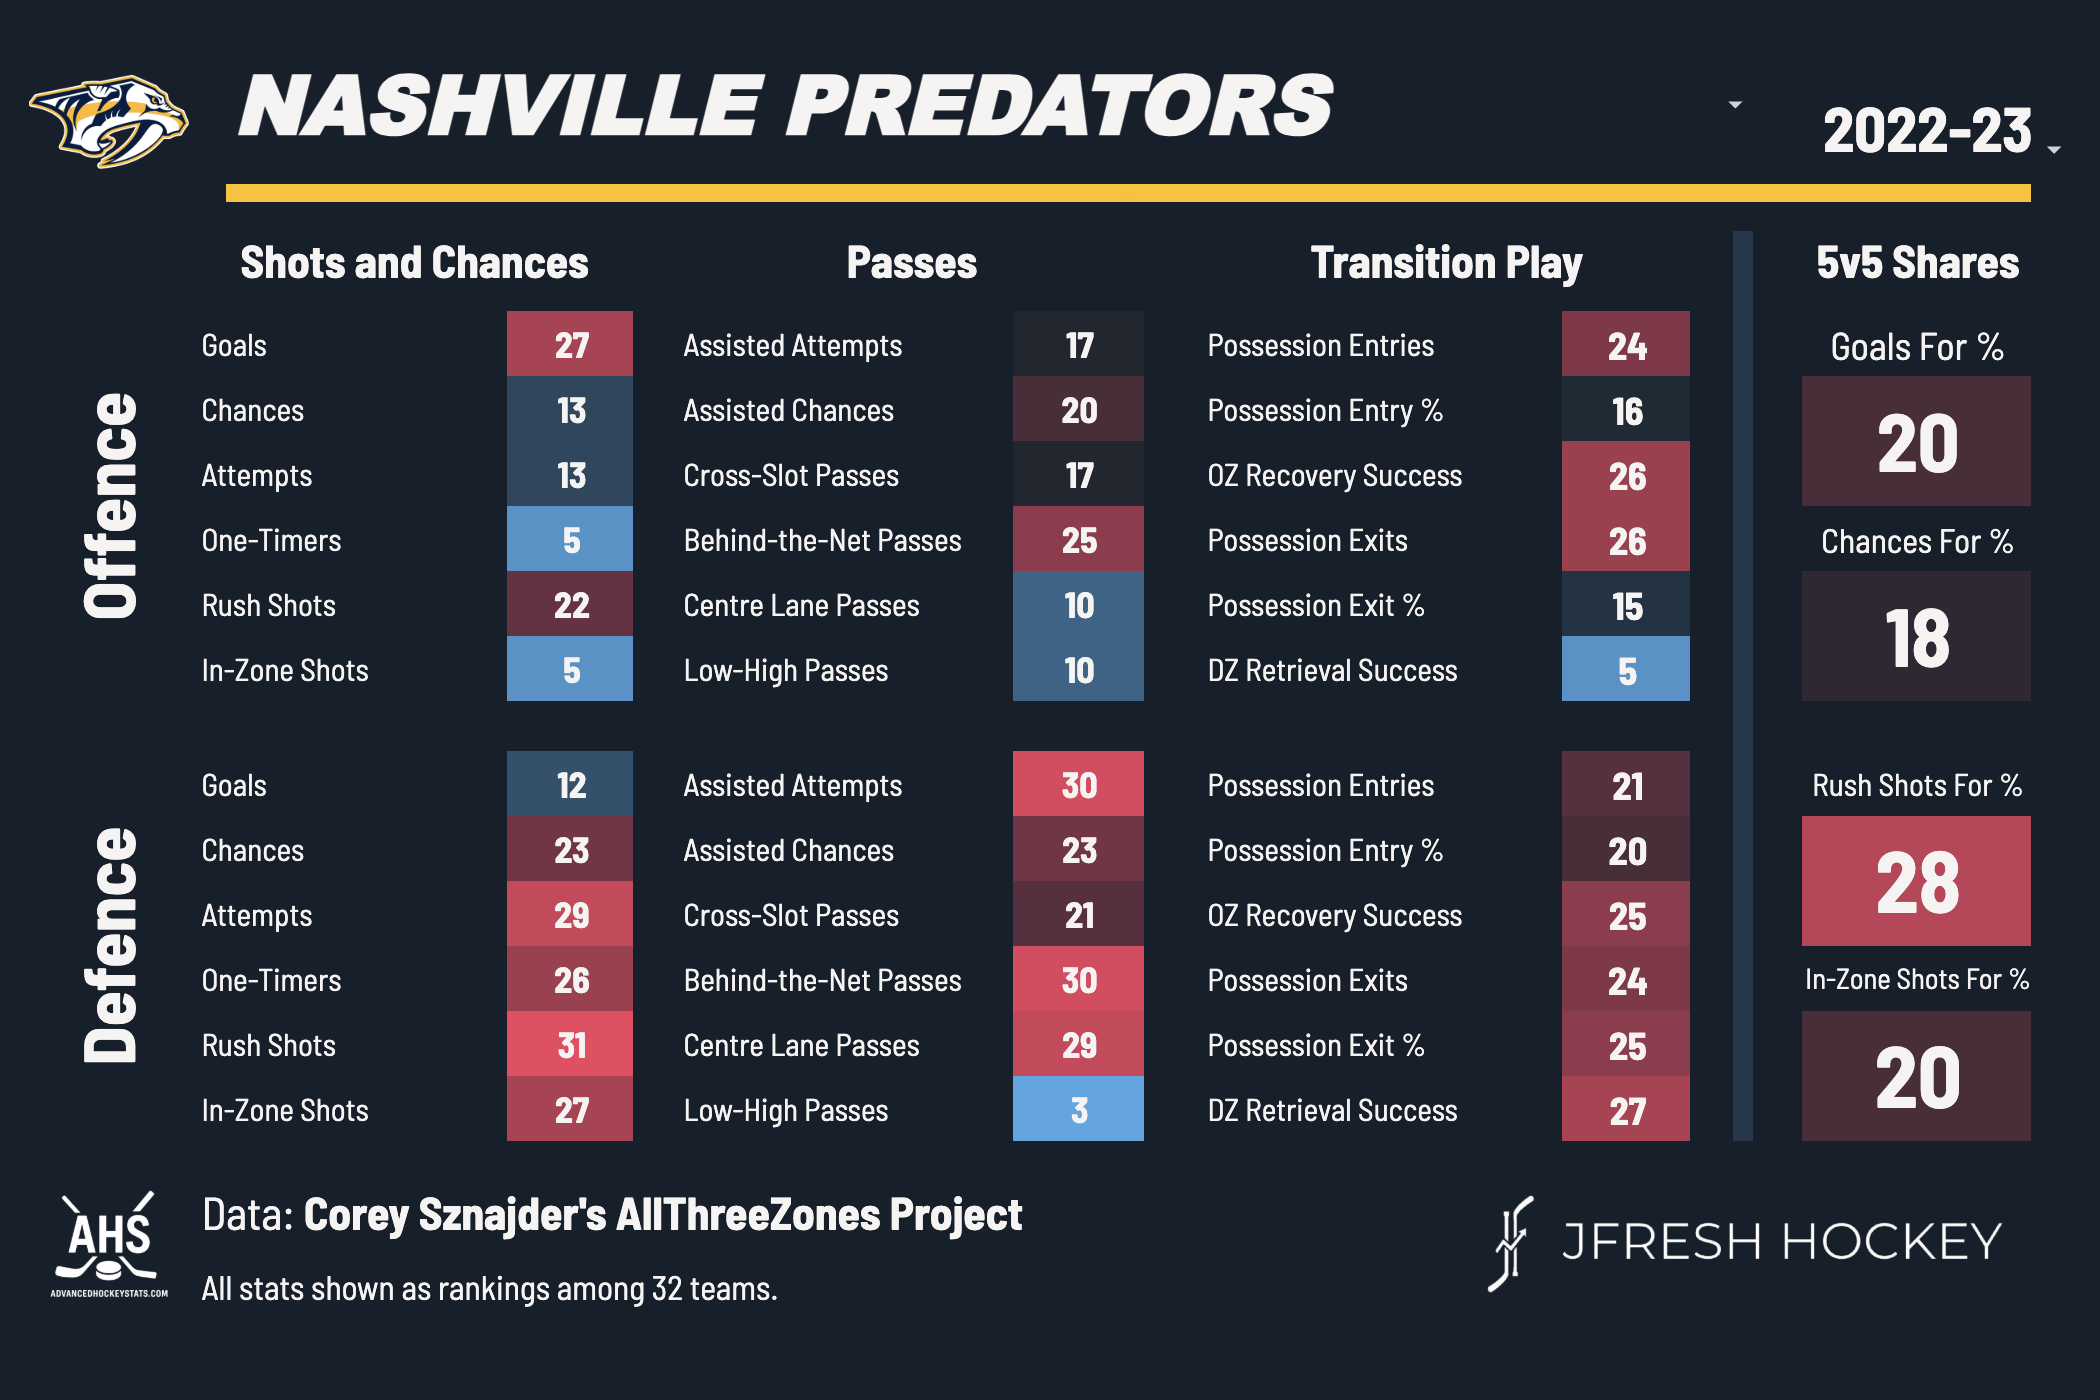 NASHVILLE PREDATORS
2022-23
Shots and Chances
Passes
Transition Play
5v5 Shares
Offence
Goals 27
Chances 13
Attempts 13
One-Timers 5
Rush Shots 22
In-Zone Shots 5
Assisted Attempts 17
Assisted Chances 20
Cross-Slot Passes 17
Behind-the-Net Passes 25
Centre Lane Passes 10
Low-High Passes 10
Possession Entries 24
Possession Entry % 16
OZ Recovery Success 26
Possession Exits 26
Possession Exit % 15
DZ Retrieval Success 5
Goals For %
20
Chances For %
18
Defence
Goals 12
Chances 23
Attempts 29
One-Timers 26
Rush Shots 31
In-Zone Shots 27
Assisted Attempts 30
Assisted Chances 23
Cross-Slot Passes 21
Behind-the-Net Passes 30
Centre Lane Passes 29
Low-High Passes 3
Possession Entries 21
Possession Entry % 20
OZ Recovery Success 25
Possession Exits 24
Possession Exit % 25
DZ Retrieval Success 27
Rush Shots For %
28
In-Zone Shots For %
20
AHS
ADVANCEDHOCKEYSTATS.COM
Data: Corey Sznajder's AllThreeZones Project
All stats shown as rankings among 32 teams.
JFRESH HOCKEY